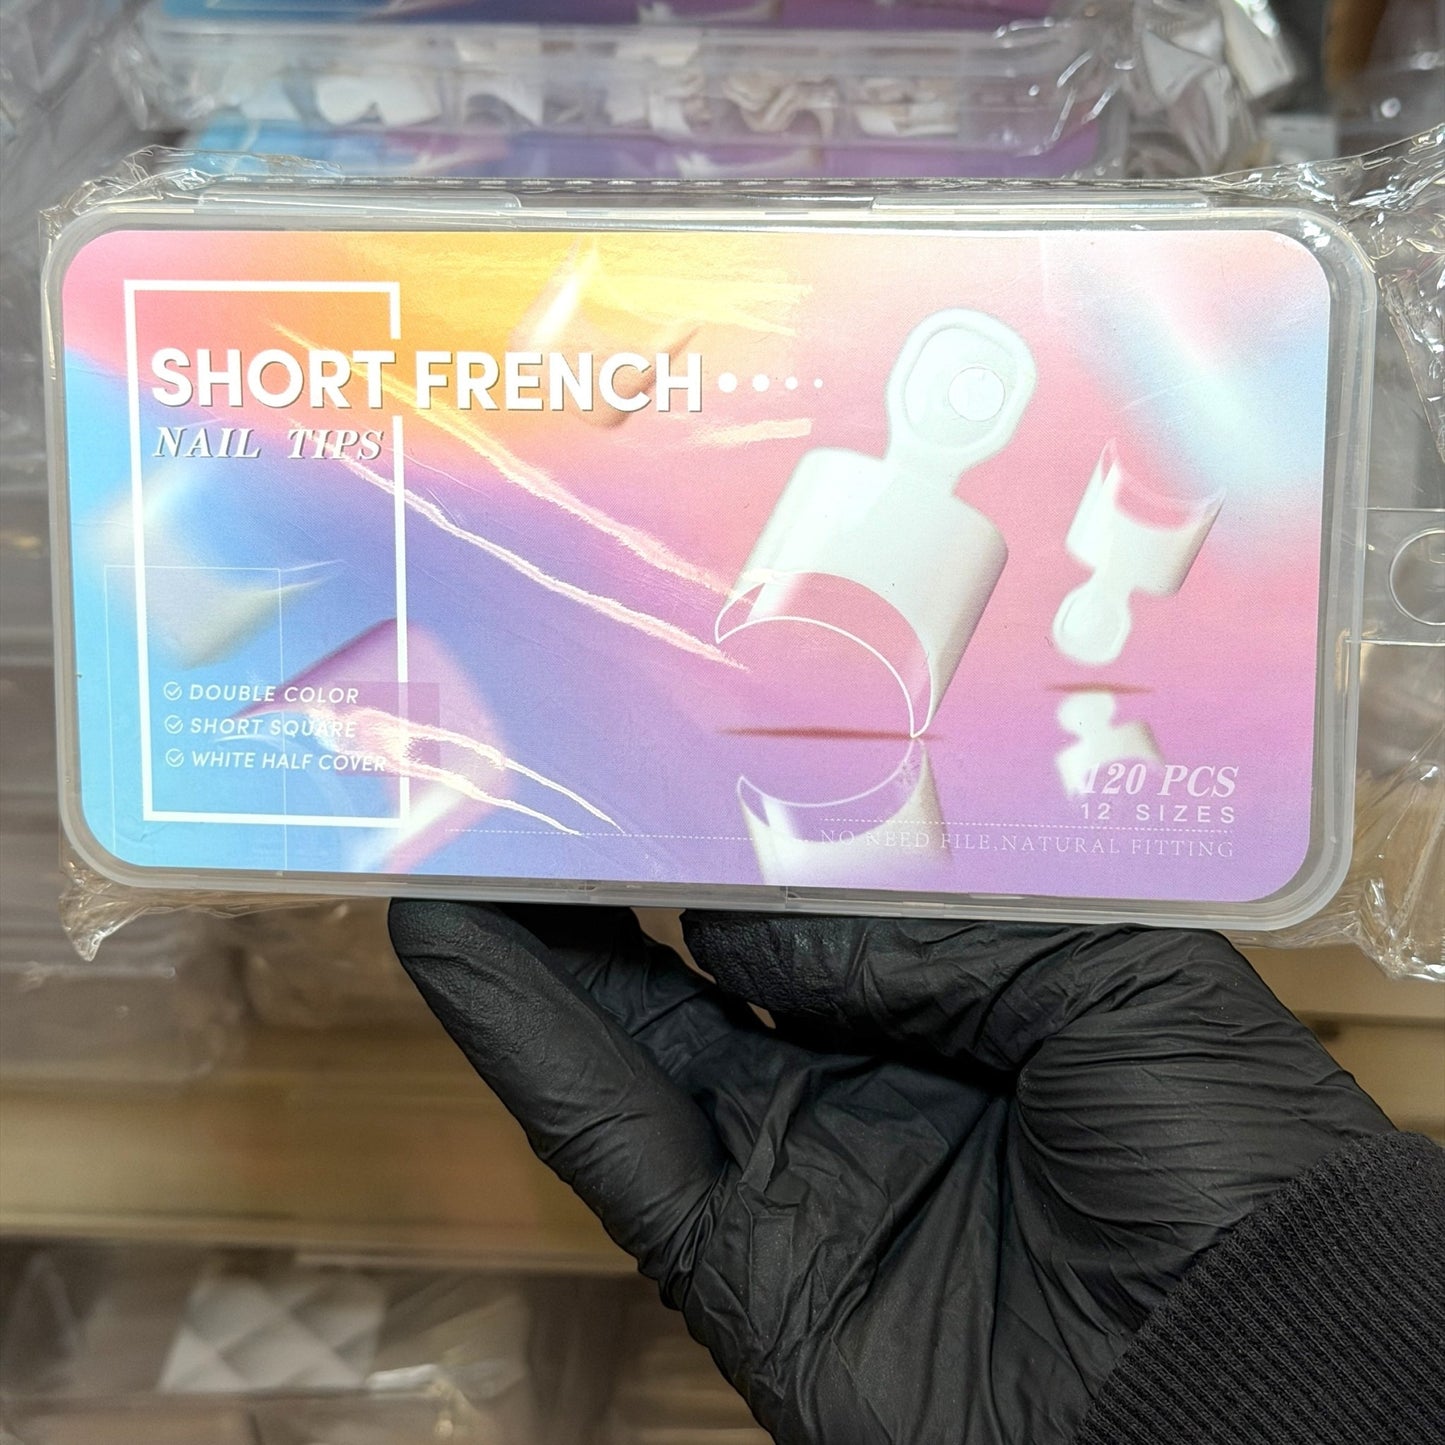 SHORT FRENCH
NAIL TIPS
DOUBLE COLOR
SHORT SQUARE
WHITE HALF COVER
120 PCS
12 SIZES
NO NEED FILE,NATURAL FITTING